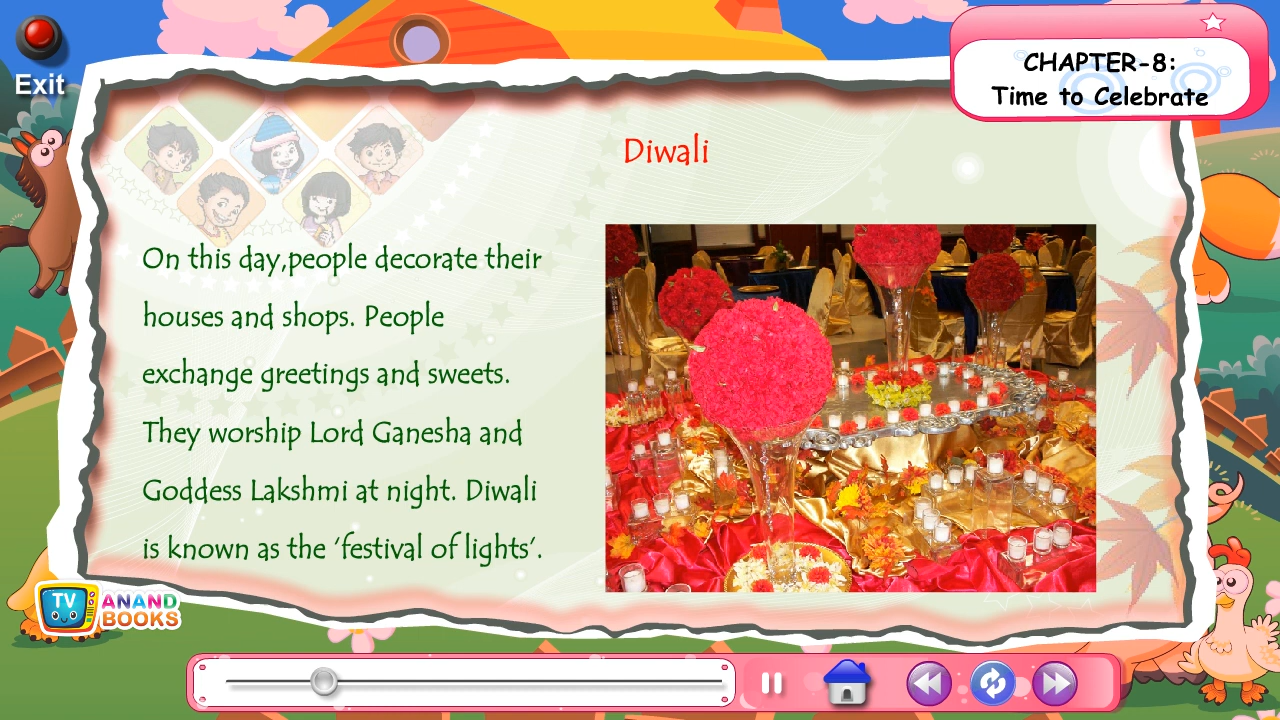 Exit
CHAPTER-8:
Time to Celebrate
Diwali
On this day,people decorate their
houses and shops. People
exchange greetings and sweets.
They worship Lord Ganesha and
Goddess Lakshmi at night. Diwali
is known as the ‘festival of lights’.
TV
ANAND
BOOKS